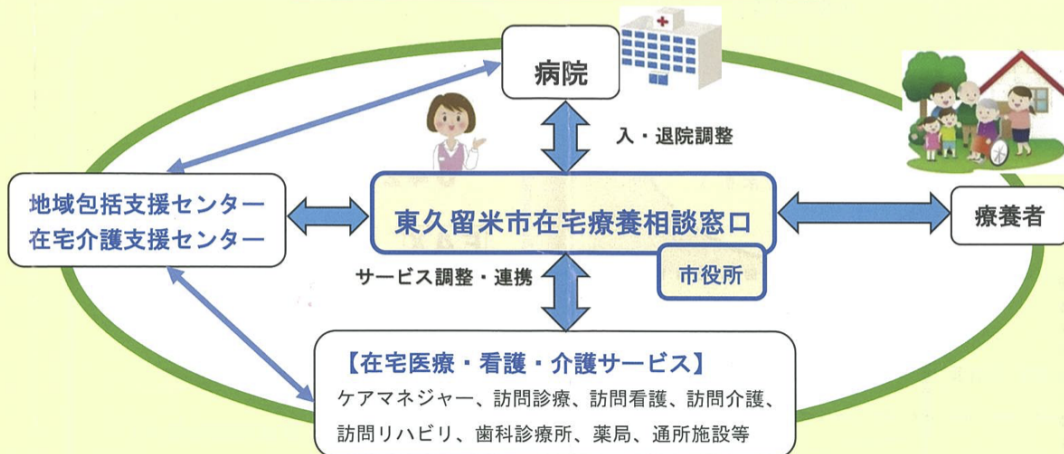 病院
入・退院調整
地域包括支援センター
在宅介護支援センター
東久留米市在宅療養相談窓口
療養者
市役所
サービス調整・連携
【在宅医療・看護・介護サービス】
ケアマネジャー、訪問診療、訪問看護、訪問介護、
訪問リハビリ、歯科診療所、薬局、通所施設等